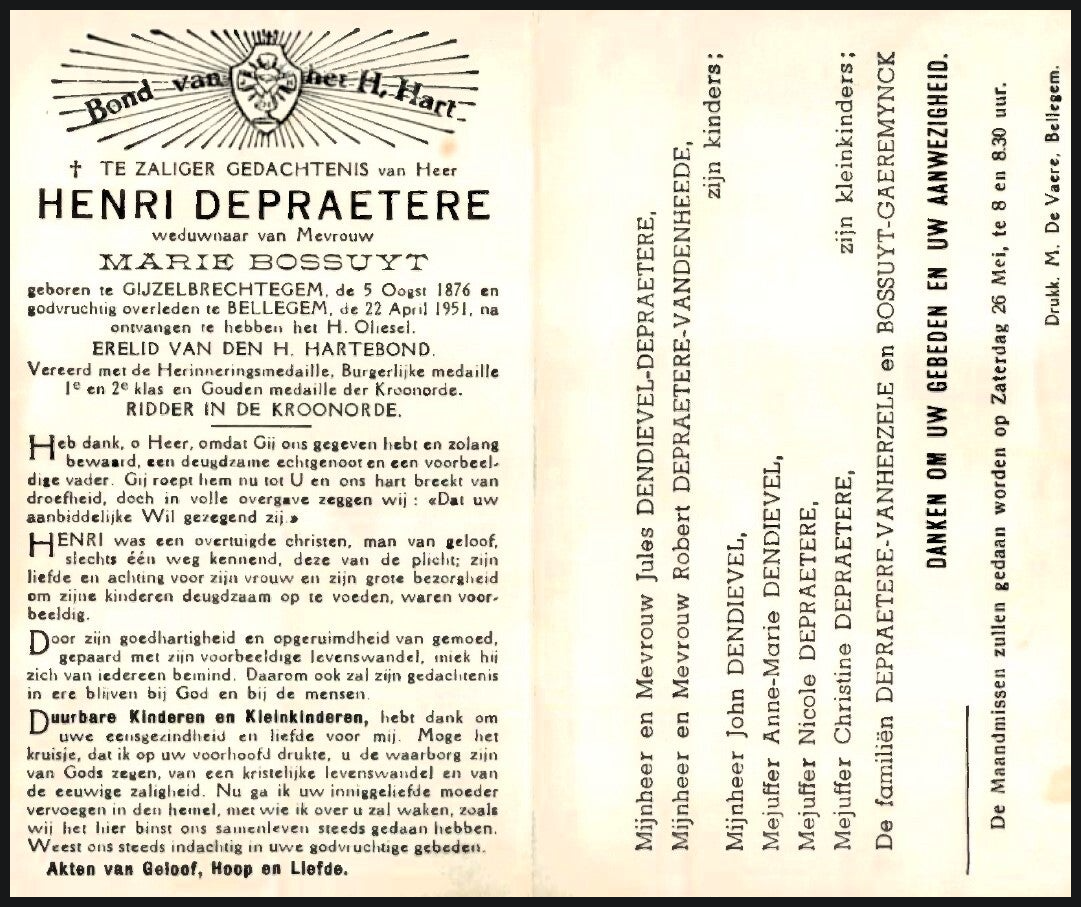 Bond van het H. Hart
† TE ZALIGER GEDACHTENIS van Heer
HENRI DEPRAETERE
weduwnaar van Mevrouw
MARIE BOSSUYT
geboren te GIJZELBRECHTEGEM, de 5 Oogst 1876 en
godvruchtig overleden te BELLEGEM, de 22 April 1951, na
ontvangen te hebben het H. Oliesel.
ERELID VAN DEN H. HARTEBOND.
Vereerd met de Herinneringsmedaille, Burgerlijke medaille
1e en 2e klas en Gouden medaille der Kroonorde.
RIDDER IN DE KROONORDE.
Heb dank, o Heer, omdat Gij ons gegeven hebt en zolang
bewaard, een deugdzame echtgenoot en een voorbeel-
dige vader. Gij roept hem nu tot U en ons hart breekt van
droefheid, doch in volle overgave zeggen wij : «Dat uw
aanbiddelijke Wil gezegend zij.»
HENRI was een overtuigde christen, man van geloof,
slechts één weg kennend, deze van de plicht; zijn
liefde en achting voor zijn vrouw en zijn grote bezorgheid
om zijne kinderen deugdzaam op te voeden, waren voor-
beeldig.
Door zijn goedhartigheid en opgeruimdheid van gemoed,
gepaard met zijn voorbeeldige levenswandel, miek hij
zich van iedereen bemind. Daarom ook zal zijn gedachtenis
in ere blijven bij God en bij de mensen.
Duurbare Kinderen en Kleinkinderen, hebt dank om
uwe eensgezindheid en liefde voor mij. Moge het
kruisje, dat ik op uw voorhoofd drukte, u de waarborg zijn
van Gods zegen, van een kristelijke levenswandel en van
de eeuwige zaligheid. Nu ga ik uw inniggeliefde moeder
vervoegen in den hemel, met wie ik over u zal waken, zoals
wij het hier binst ons samenleven steeds gedaan hebben.
Weest ons steeds indachtig in uwe godvruchtige gebeden.
Akten van Geloof, Hoop en Liefde.
Mijnheer en Mevrouw Jules DENDIEVEL-DEPRAETERE,
Mijnheer en Mevrouw Robert DEPRAETERE-VANDENHEEDE,
zijn kinders;
Mijnheer John DENDIEVEL,
Mejuffer Anne-Marie DENDIEVEL,
Mejuffer Nicole DEPRAETERE,
Mejuffer Christine DEPRAETERE,
zijn kleinkinders;
De familiën DEPRAETERE-VANHERZELE en BOSSUYT-GAEREMYNCK
DANKEN OM UW GEBEDEN EN UW AANWEZIGHEID.
De Maandmissen zullen gedaan worden op Zaterdag 26 Mei, te 8 en 8.30 uur.
Drukk. M. De Vaere, Bellegem.